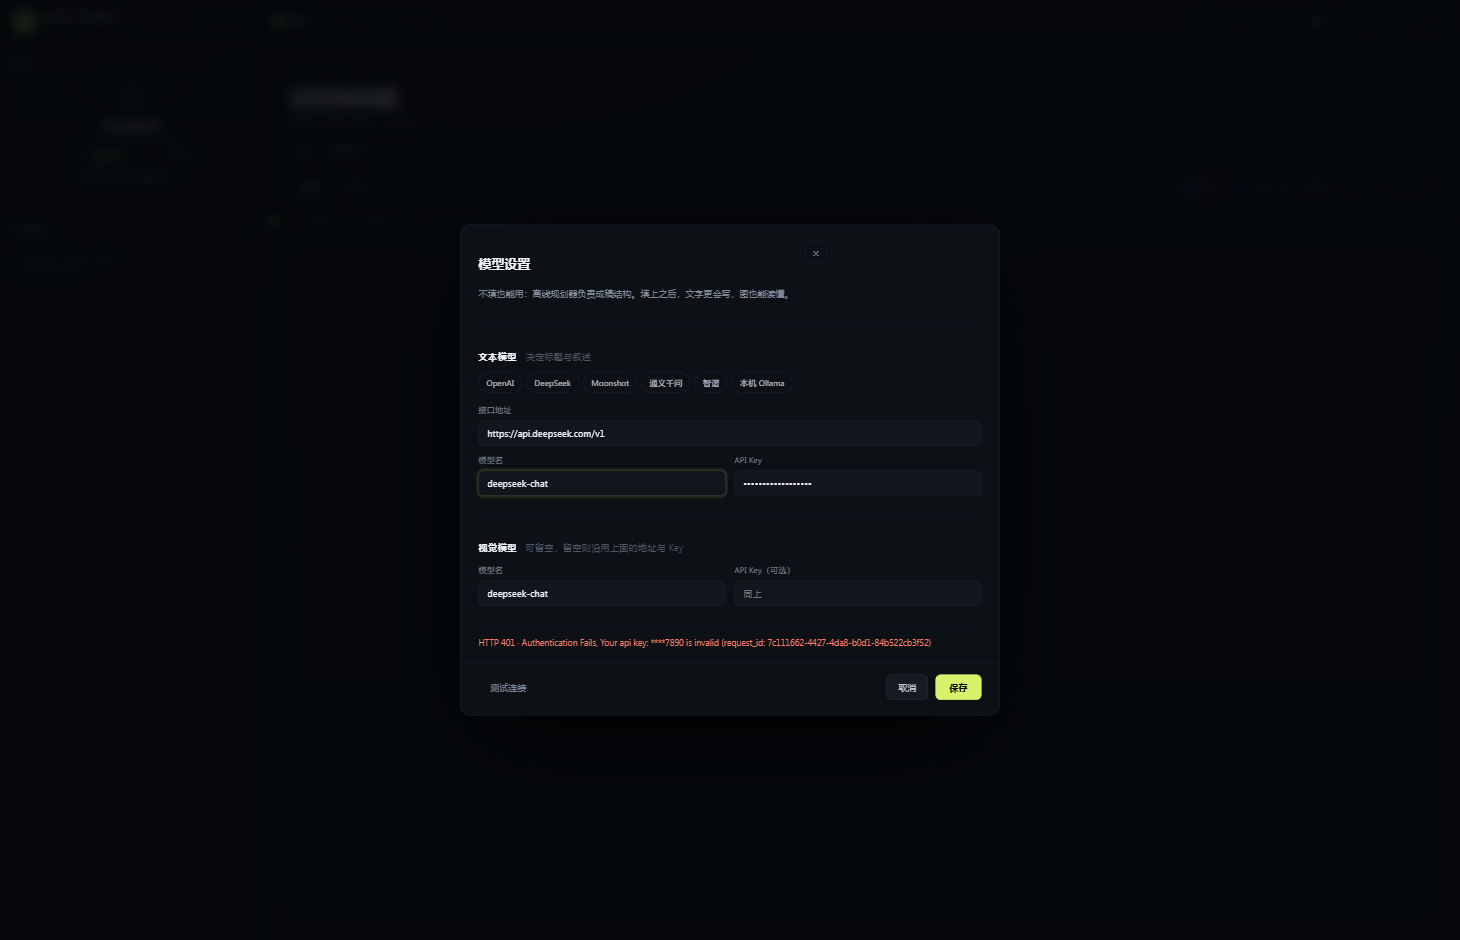 模型设置
×
不填也能用：离线规划器负责成稿结构。填上之后，文字更会写，图也能读懂。
文本模型 决定标题与叙述
OpenAI DeepSeek Moonshot 通义千问 智谱 本机 Ollama
接口地址
https://api.deepseek.com/v1
模型名 API Key
deepseek-chat ••••••••••••••••••
视觉模型 可留空，留空则沿用上面的地址与 Key
模型名 API Key（可选）
deepseek-chat 同上
HTTP 401 · Authentication Fails, Your api key: ****7890 is invalid (request_id: 7c111662-4427-4da8-b0d1-84b522cb3f52)
测试连接 取消 保存